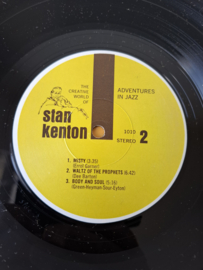 THE
CREATIVE
WORLD
OF
stan
kenton
ADVENTURES
IN JAZZ
1010
STEREO 2
1. MISTY (3:35)
(Erroll Garner)
2. WALTZ OF THE PROPHETS (6:42)
(Dee Barton)
3. BODY AND SOUL (5:16)
(Green-Heyman-Sour-Eyton)